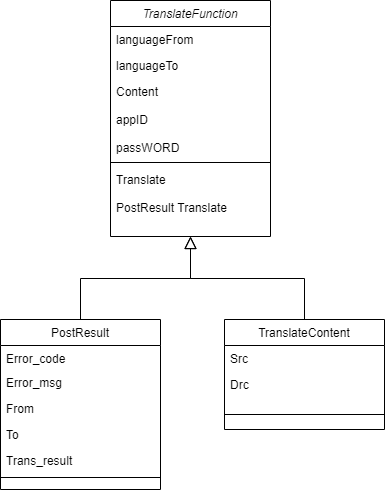 TranslateFunction
languageFrom
languageTo
Content
appID
passWORD
Translate
PostResult Translate
PostResult
Error_code
Error_msg
From
To
Trans_result
TranslateContent
Src
Drc